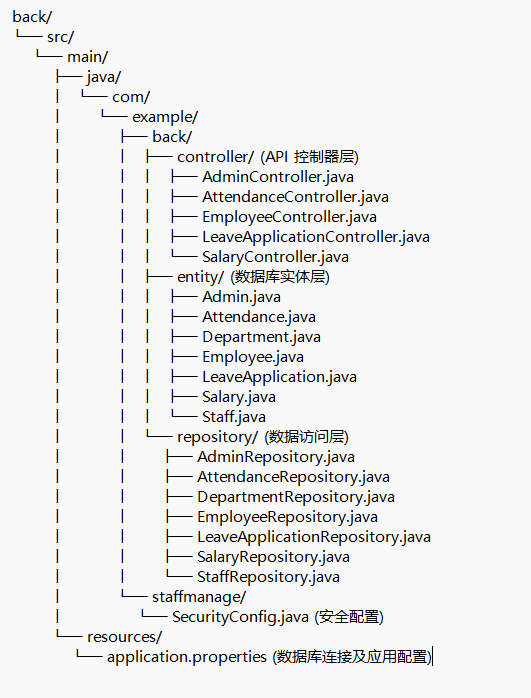 back/
└── src/
└── main/
├── java/
│ └── com/
│ └── example/
│ ├── back/
│ │ ├── controller/ (API 控制器层)
│ │ │ ├── AdminController.java
│ │ │ ├── AttendanceController.java
│ │ │ ├── EmployeeController.java
│ │ │ ├── LeaveApplicationController.java
│ │ │ └── SalaryController.java
│ │ ├── entity/ (数据库实体层)
│ │ │ ├── Admin.java
│ │ │ ├── Attendance.java
│ │ │ ├── Department.java
│ │ │ ├── Employee.java
│ │ │ ├── LeaveApplication.java
│ │ │ ├── Salary.java
│ │ │ └── Staff.java
│ │ └── repository/ (数据访问层)
│ │ ├── AdminRepository.java
│ │ ├── AttendanceRepository.java
│ │ ├── DepartmentRepository.java
│ │ ├── EmployeeRepository.java
│ │ ├── LeaveApplicationRepository.java
│ │ ├── SalaryRepository.java
│ │ └── StaffRepository.java
│ └── staffmanage/
│ └── SecurityConfig.java (安全配置)
└── resources/
└── application.properties (数据库连接及应用配置)